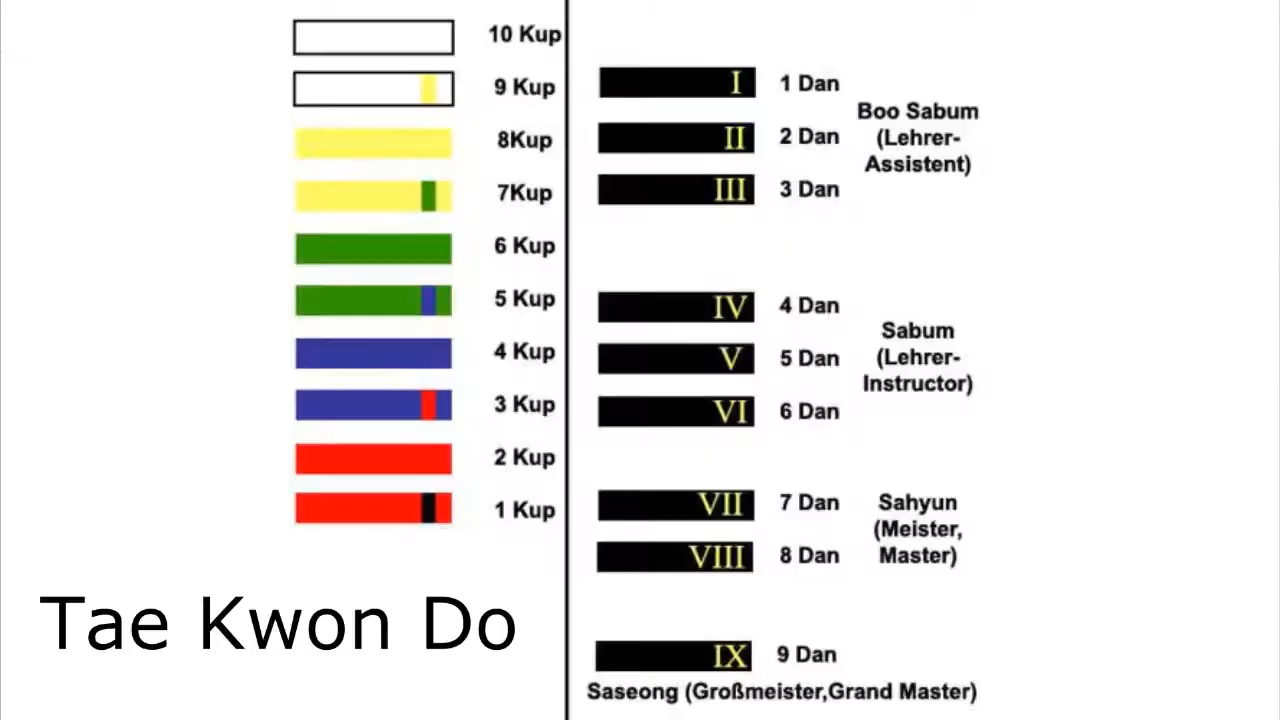 10 Kup
9 Kup
8Kup
7Kup
6 Kup
5 Kup
4 Kup
3 Kup
2 Kup
1 Kup
Tae Kwon Do
I 1 Dan
II 2 Dan
III 3 Dan
Boo Sabum
(Lehrer-
Assistent)
IV 4 Dan
V 5 Dan
VI 6 Dan
Sabum
(Lehrer-
Instructor)
VII 7 Dan
VIII 8 Dan
Sahyun
(Meister,
Master)
IX 9 Dan
Saseong (Großmeister,Grand Master)